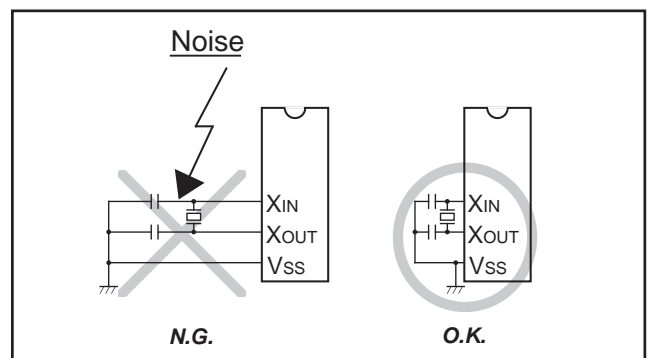 Noise
XIN
XOUT
VSS
N.G.
XIN
XOUT
VSS
O.K.